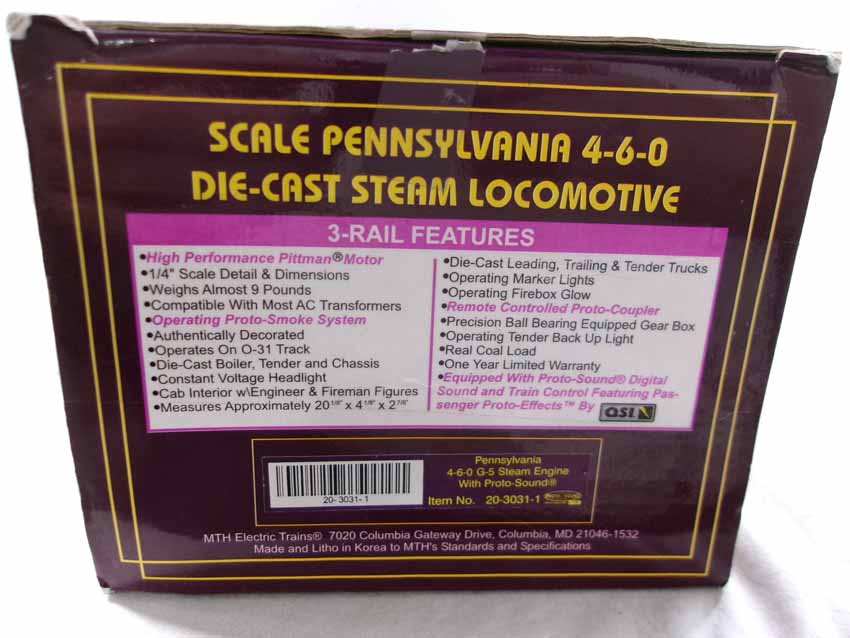 SCALE PENNSYLVANIA 4-6-0
DIE-CAST STEAM LOCOMOTIVE
3-RAIL FEATURES
•High Performance Pittman® Motor
•1/4" Scale Detail & Dimensions
•Weighs Almost 9 Pounds
•Compatible With Most AC Transformers
•Operating Proto-Smoke System
•Authentically Decorated
•Operates On O-31 Track
•Die-Cast Boiler, Tender and Chassis
•Constant Voltage Headlight
•Cab Interior w\Engineer & Fireman Figures
•Measures Approximately 20 1/8" x 4 1/8" x 2 7/8"
•Die-Cast Leading, Trailing & Tender Trucks
•Operating Marker Lights
•Operating Firebox Glow
•Remote Controlled Proto-Coupler
•Precision Ball Bearing Equipped Gear Box
•Operating Tender Back Up Light
•Real Coal Load
•One Year Limited Warranty
•Equipped With Proto-Sound® Digital
Sound and Train Control Featuring Pas-
senger Proto-Effects™ By QSI
20-3031-1
Pennsylvania
4-6-0 G-5 Steam Engine
With Proto-Sound®
Item No. 20-3031-1
MTH Electric Trains® 7020 Columbia Gateway Drive, Columbia, MD 21046-1532
Made and Litho in Korea to MTH's Standards and Specifications